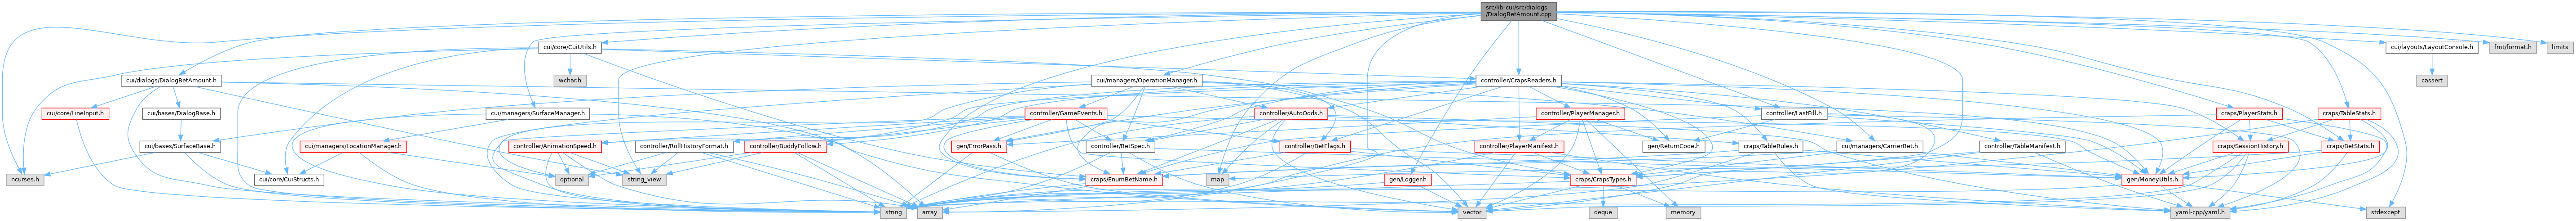 src/lib-cui/src/dialogs
/DialogBetAmount.cpp
cui/core/CuiUtils.h
cui/layouts/LayoutConsole.h
fmt/format.h
limits
wchar.h
cui/dialogs/DialogBetAmount.h
cui/managers/OperationManager.h
controller/CrapsReaders.h
cassert
cui/core/LineInput.h
cui/bases/DialogBase.h
cui/managers/SurfaceManager.h
controller/GameEvents.h
controller/AutoOdds.h
controller/PlayerManager.h
controller/LastFill.h
craps/PlayerStats.h
craps/TableStats.h
cui/bases/SurfaceBase.h
cui/managers/LocationManager.h
controller/AnimationSpeed.h
controller/RollHistoryFormat.h
controller/BuddyFollow.h
gen/ErrorPass.h
controller/BetSpec.h
controller/BetFlags.h
controller/PlayerManifest.h
gen/ReturnCode.h
craps/TableRules.h
cui/managers/CarrierBet.h
controller/TableManifest.h
craps/SessionHistory.h
craps/BetStats.h
ncurses.h
cui/core/CuiStructs.h
optional
string_view
craps/EnumBetName.h
map
gen/Logger.h
craps/CrapsTypes.h
gen/MoneyUtils.h
string
array
vector
deque
memory
yaml-cpp/yaml.h
stdexcept